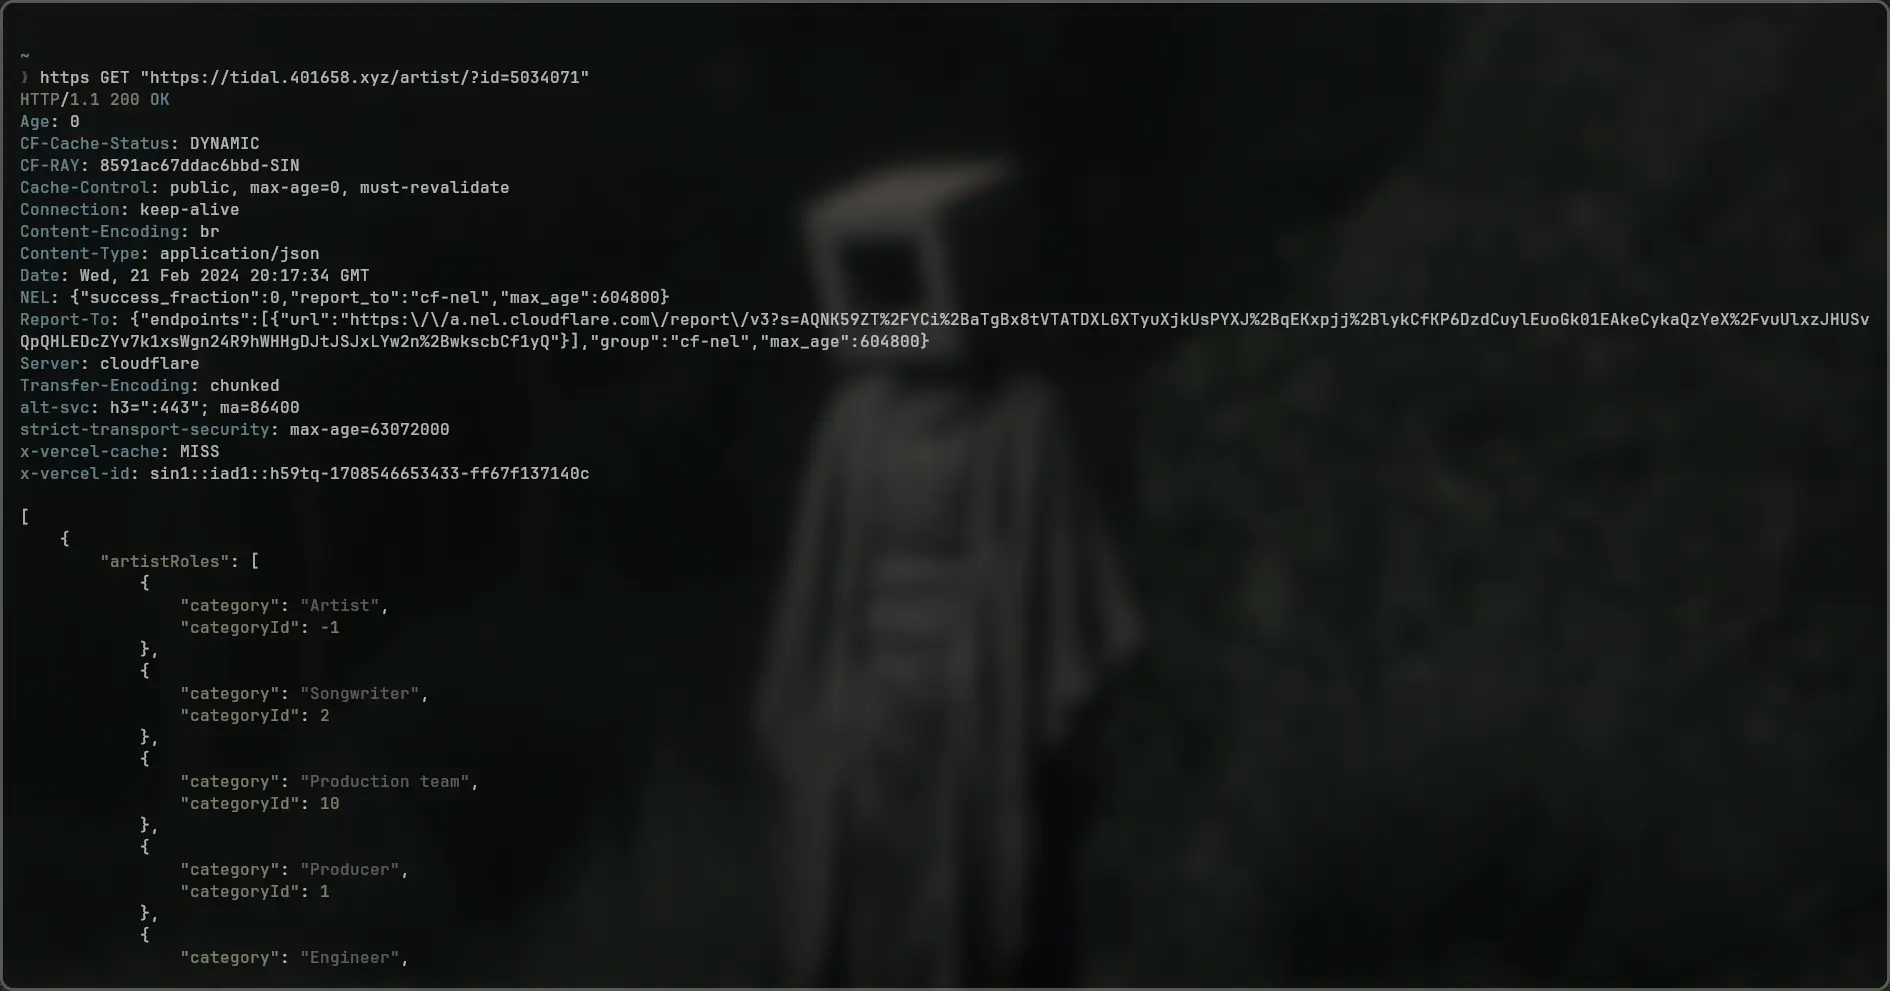 ~
❯ https GET "https://tidal.401658.xyz/artist/?id=5034071"
HTTP/1.1 200 OK
Age: 0
CF-Cache-Status: DYNAMIC
CF-RAY: 8591ac67ddac6bbd-SIN
Cache-Control: public, max-age=0, must-revalidate
Connection: keep-alive
Content-Encoding: br
Content-Type: application/json
Date: Wed, 21 Feb 2024 20:17:34 GMT
NEL: {"success_fraction":0,"report_to":"cf-nel","max_age":604800}
Report-To: {"endpoints":[{"url":"https:\/\/a.nel.cloudflare.com\/report\/v3?s=AQNK59ZT%2FYCi%2BaTgBx8tVTATDXLGXTyuXjkUsPYXJ%2BqEKxpjj%2BlykCfKP6DzdCuylEuoGk01EAkeCykaQzYeX%2FvuUlxzJHUSv
QpQHLEDcZYv7k1xsWgn24R9hWHHgDJtJSJxLYw2n%2BwkscbCf1yQ"}],"group":"cf-nel","max_age":604800}
Server: cloudflare
Transfer-Encoding: chunked
alt-svc: h3=":443"; ma=86400
strict-transport-security: max-age=63072000
x-vercel-cache: MISS
x-vercel-id: sin1::iad1::h59tq-1708546653433-ff67f137140c
[
{
"artistRoles": [
{
"category": "Artist",
"categoryId": -1
},
{
"category": "Songwriter",
"categoryId": 2
},
{
"category": "Production team",
"categoryId": 10
},
{
"category": "Producer",
"categoryId": 1
},
{
"category": "Engineer",